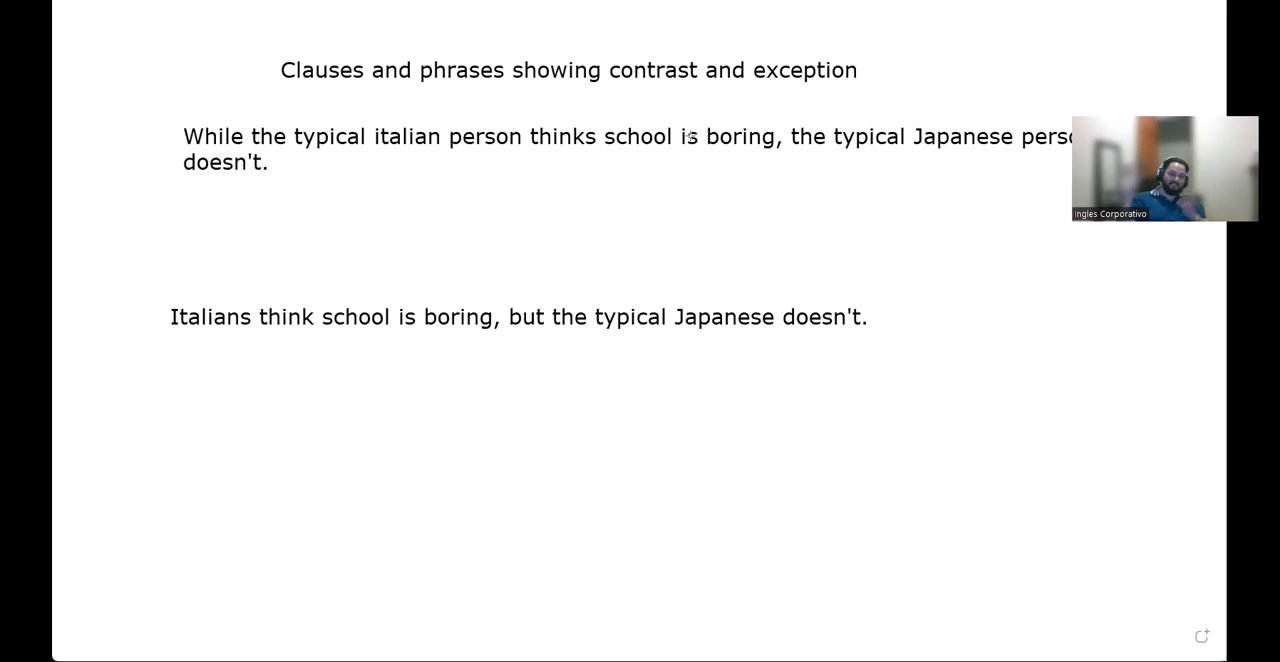 Clauses and phrases showing contrast and exception
While the typical italian person thinks school is boring, the typical Japanese
doesn't.
Ingles Corporativo
Italians think school is boring, but the typical Japanese doesn't.